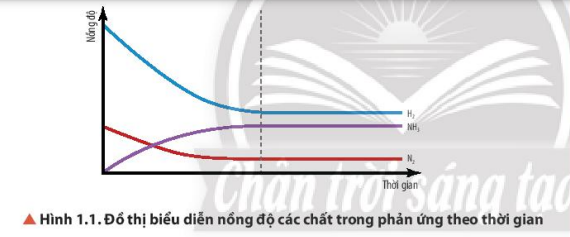 Nồng độ
H₂
NH₃
N₂
Thời gian
Chân trời sáng tạo
▲ Hình 1.1. Đồ thị biểu diễn nồng độ các chất trong phản ứng theo thời gian